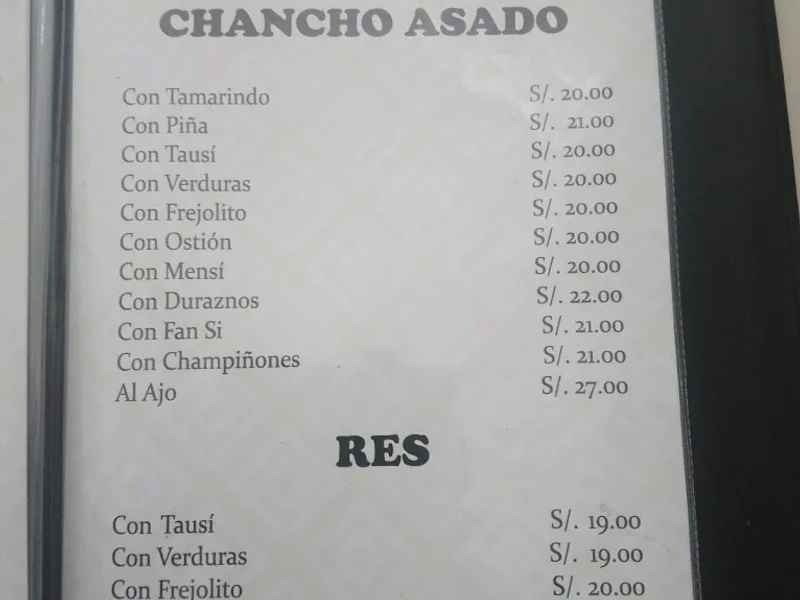 CHANCHO ASADO
Con Tamarindo S/. 20.00
Con Piña S/. 21.00
Con Tausí S/. 20.00
Con Verduras S/. 20.00
Con Frejolito S/. 20.00
Con Ostión S/. 20.00
Con Mensí S/. 20.00
Con Duraznos S/. 22.00
Con Fan Si S/. 21.00
Con Champiñones S/. 21.00
Al Ajo S/. 27.00
RES
Con Tausí S/. 19.00
Con Verduras S/. 19.00
Con Frejolito S/. 20.00